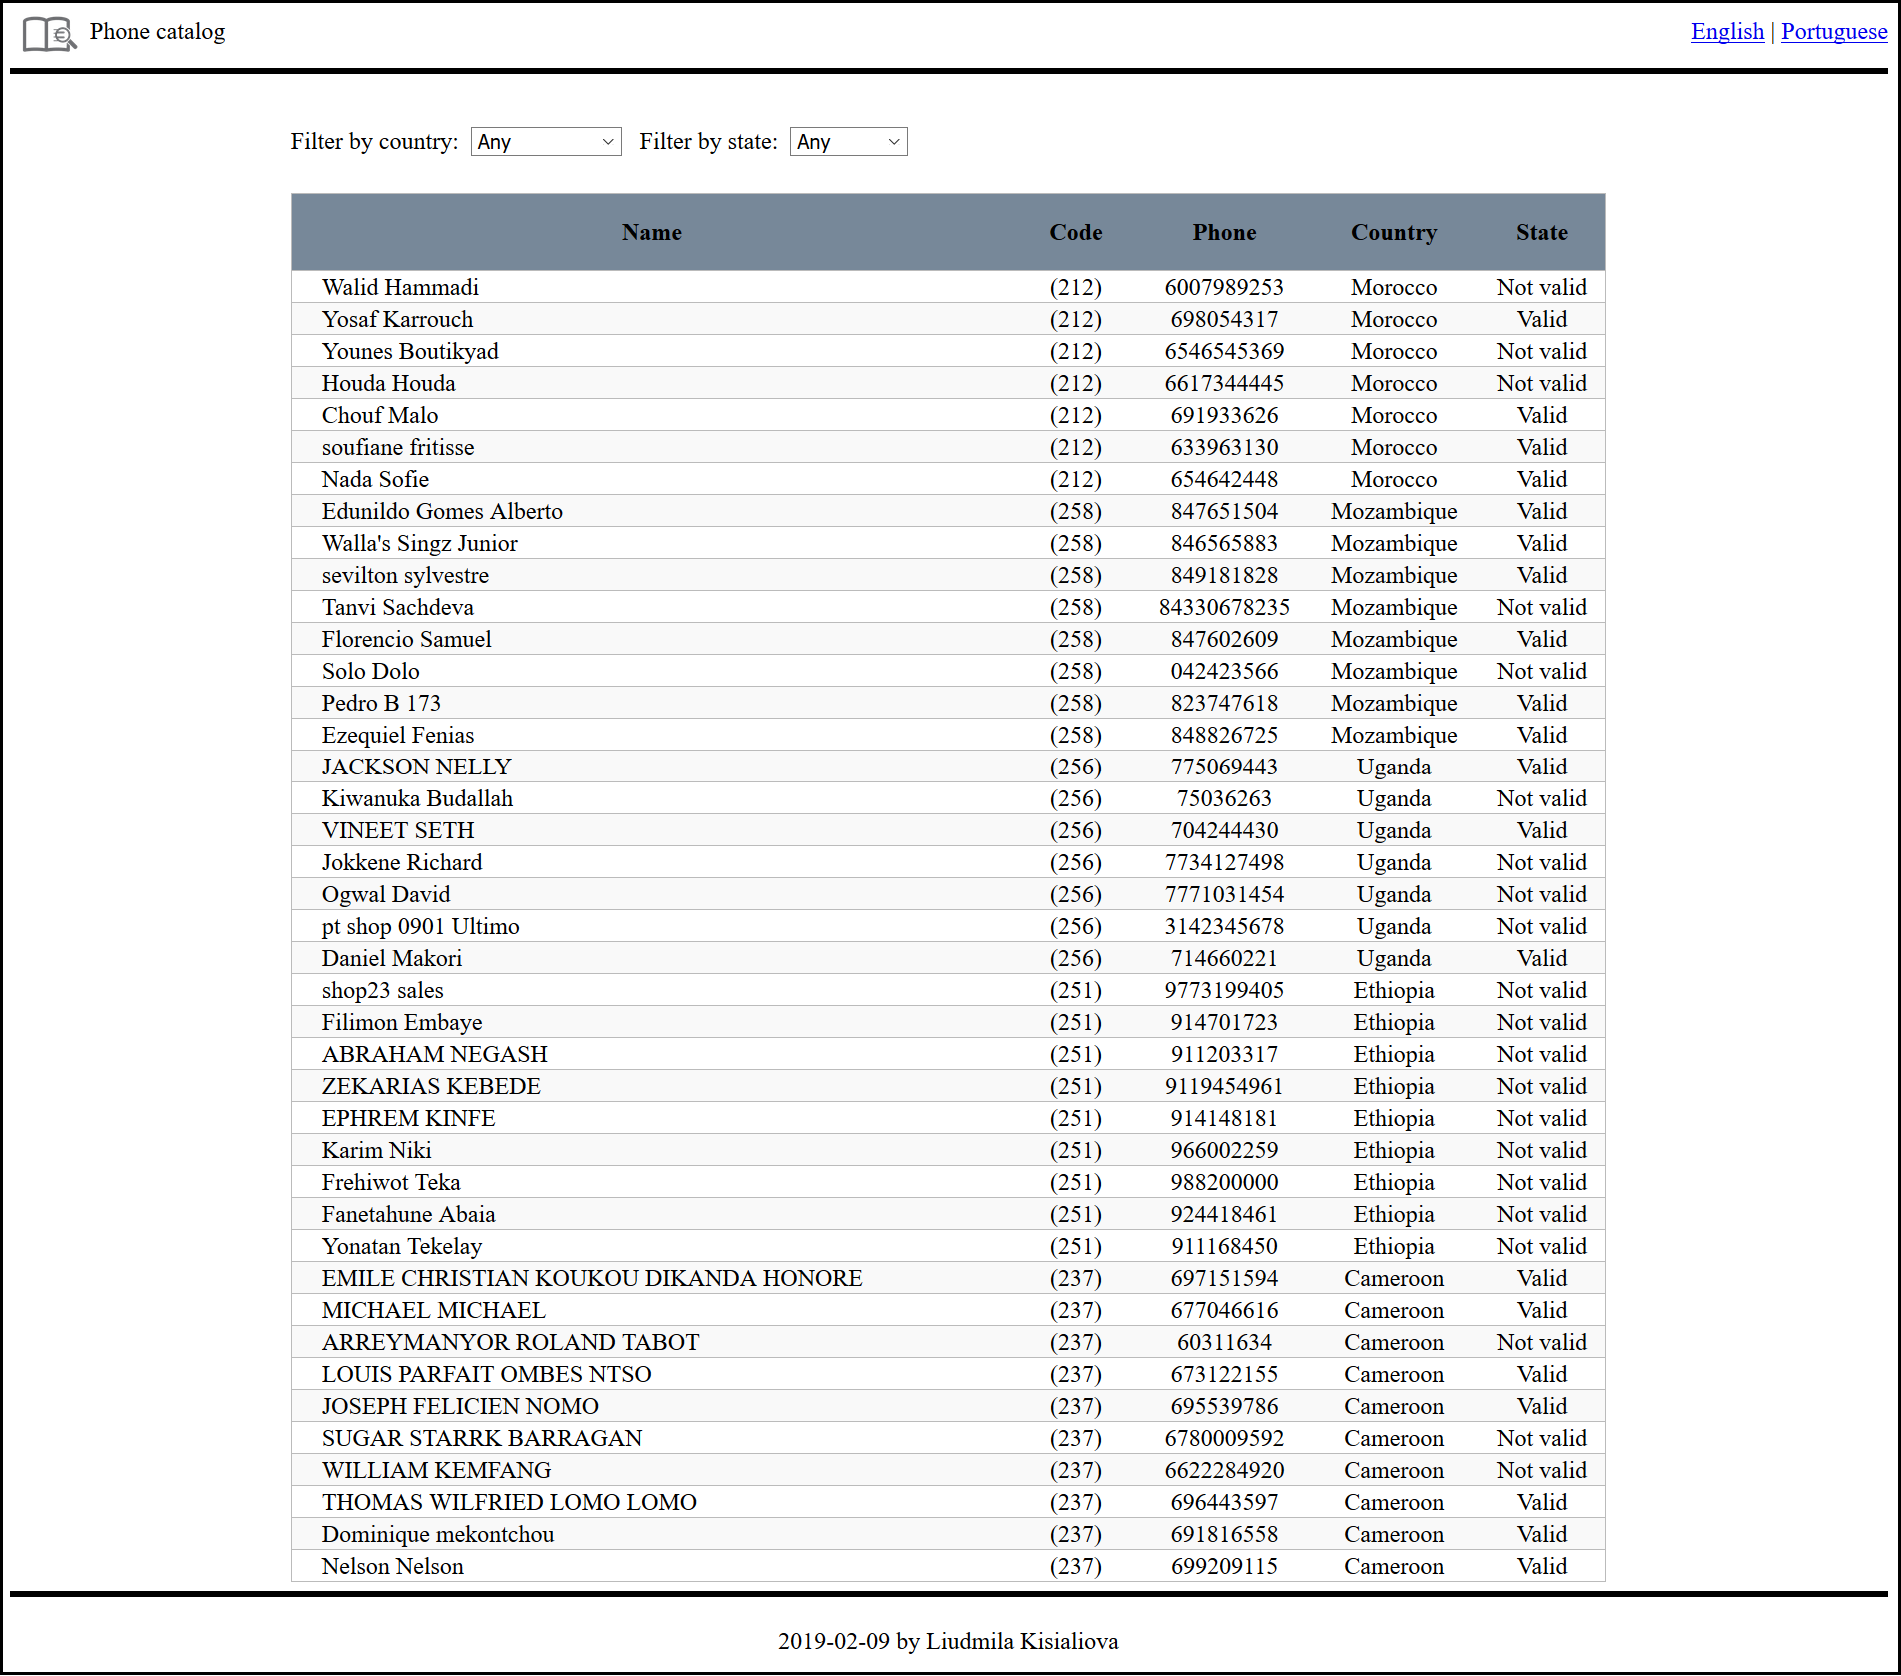 Phone catalog English | Portuguese
Filter by country: Any Filter by state: Any
Name Code Phone Country State
Walid Hammadi (212) 6007989253 Morocco Not valid
Yosaf Karrouch (212) 698054317 Morocco Valid
Younes Boutikyad (212) 6546545369 Morocco Not valid
Houda Houda (212) 6617344445 Morocco Not valid
Chouf Malo (212) 691933626 Morocco Valid
soufiane fritisse (212) 633963130 Morocco Valid
Nada Sofie (212) 654642448 Morocco Valid
Edunildo Gomes Alberto (258) 847651504 Mozambique Valid
Walla's Singz Junior (258) 846565883 Mozambique Valid
sevilton sylvestre (258) 849181828 Mozambique Valid
Tanvi Sachdeva (258) 84330678235 Mozambique Not valid
Florencio Samuel (258) 847602609 Mozambique Valid
Solo Dolo (258) 042423566 Mozambique Not valid
Pedro B 173 (258) 823747618 Mozambique Valid
Ezequiel Fenias (258) 848826725 Mozambique Valid
JACKSON NELLY (256) 775069443 Uganda Valid
Kiwanuka Budallah (256) 75036263 Uganda Not valid
VINEET SETH (256) 704244430 Uganda Valid
Jokkene Richard (256) 7734127498 Uganda Not valid
Ogwal David (256) 7771031454 Uganda Not valid
pt shop 0901 Ultimo (256) 3142345678 Uganda Not valid
Daniel Makori (256) 714660221 Uganda Valid
shop23 sales (251) 9773199405 Ethiopia Not valid
Filimon Embaye (251) 914701723 Ethiopia Not valid
ABRAHAM NEGASH (251) 911203317 Ethiopia Not valid
ZEKARIAS KEBEDE (251) 9119454961 Ethiopia Not valid
EPHREM KINFE (251) 914148181 Ethiopia Not valid
Karim Niki (251) 966002259 Ethiopia Not valid
Frehiwot Teka (251) 988200000 Ethiopia Not valid
Fanetahune Abaia (251) 924418461 Ethiopia Not valid
Yonatan Tekelay (251) 911168450 Ethiopia Not valid
EMILE CHRISTIAN KOUKOU DIKANDA HONORE (237) 697151594 Cameroon Valid
MICHAEL MICHAEL (237) 677046616 Cameroon Valid
ARREYMANYOR ROLAND TABOT (237) 60311634 Cameroon Not valid
LOUIS PARFAIT OMBES NTSO (237) 673122155 Cameroon Valid
JOSEPH FELICIEN NOMO (237) 695539786 Cameroon Valid
SUGAR STARRK BARRAGAN (237) 6780009592 Cameroon Not valid
WILLIAM KEMFANG (237) 6622284920 Cameroon Not valid
THOMAS WILFRIED LOMO LOMO (237) 696443597 Cameroon Valid
Dominique mekontchou (237) 691816558 Cameroon Valid
Nelson Nelson (237) 699209115 Cameroon Valid
2019-02-09 by Liudmila Kisialiova